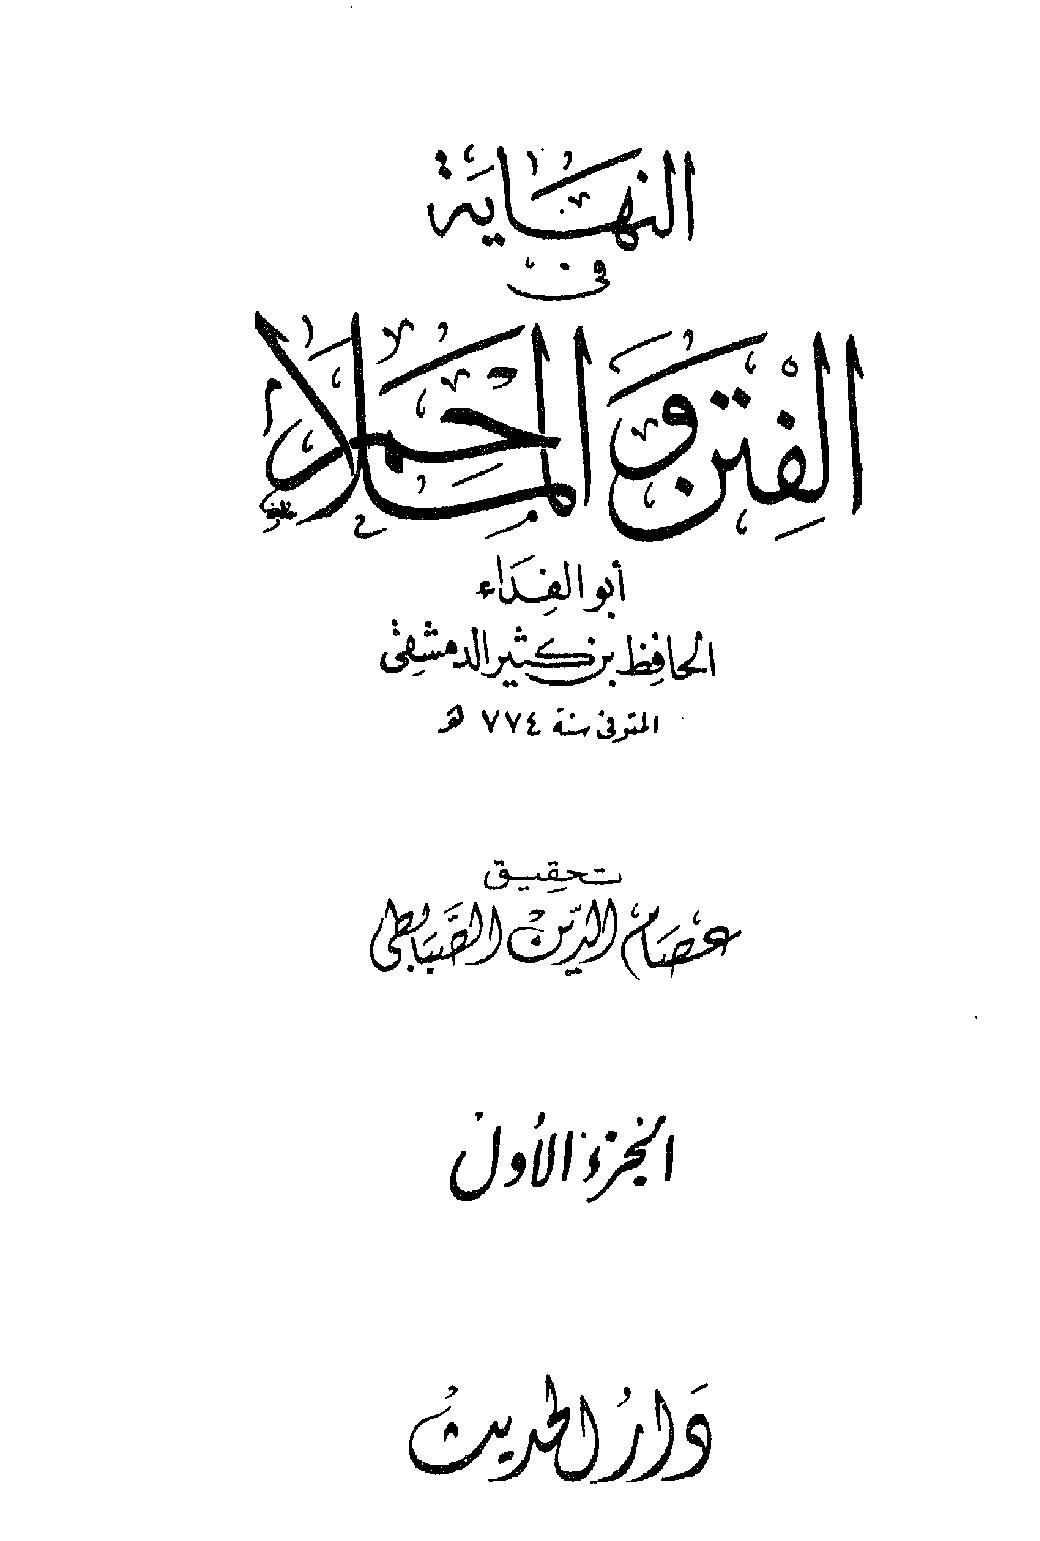 النهاية
في
الفتن والملاحم
أبو الفداء
الحافظ بن كثير الدمشقي
المتوفى سنة ٧٧٤ هـ
تحقيق
عصام الدين الصبابطي
الجزء الأول
دار الحديث